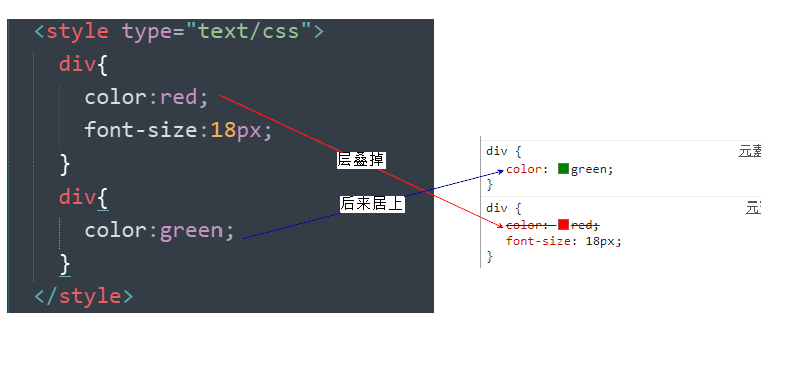 <style type="text/css">
div{
color:red;
font-size:18px;
}
div{
color:green;
}
</style>
层叠掉
后来居上
div {
元素
color: green;
}
div {
元
color: red;
font-size: 18px;
}